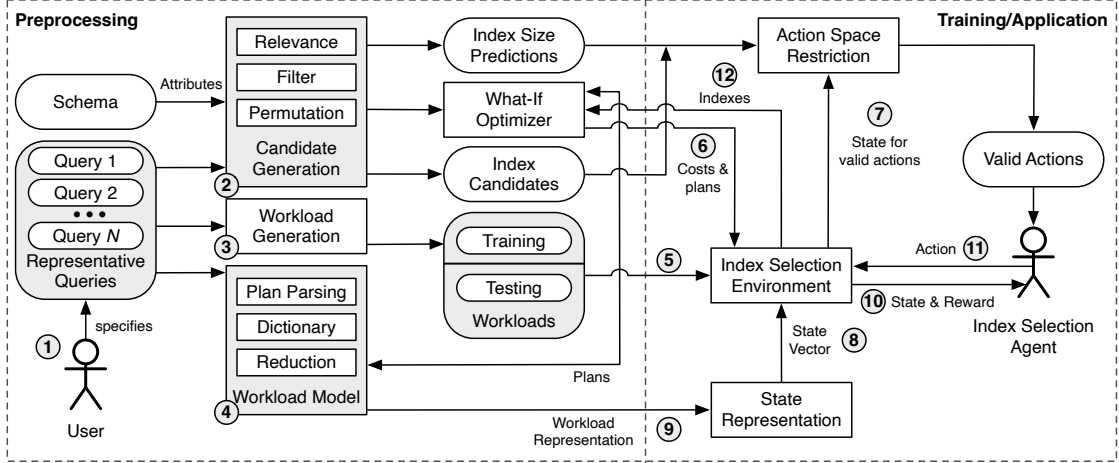 Preprocessing
Training/Application
Schema
Attributes
Query 1
Query 2
•••
Query N
Representative
Queries
specifies
1
User
Relevance
Filter
Permutation
Candidate
Generation
2
Workload
Generation
3
Plan Parsing
Dictionary
Reduction
Workload Model
4
Index Size
Predictions
What-If
Optimizer
Index
Candidates
Training
Testing
Workloads
Plans
Workload
Representation
9
5
12
Indexes
6
Costs &
plans
Action Space
Restriction
7
State for
valid actions
Valid Actions
Index Selection
Environment
Action
11
10
State & Reward
Index Selection
Agent
State
Vector
8
State
Representation